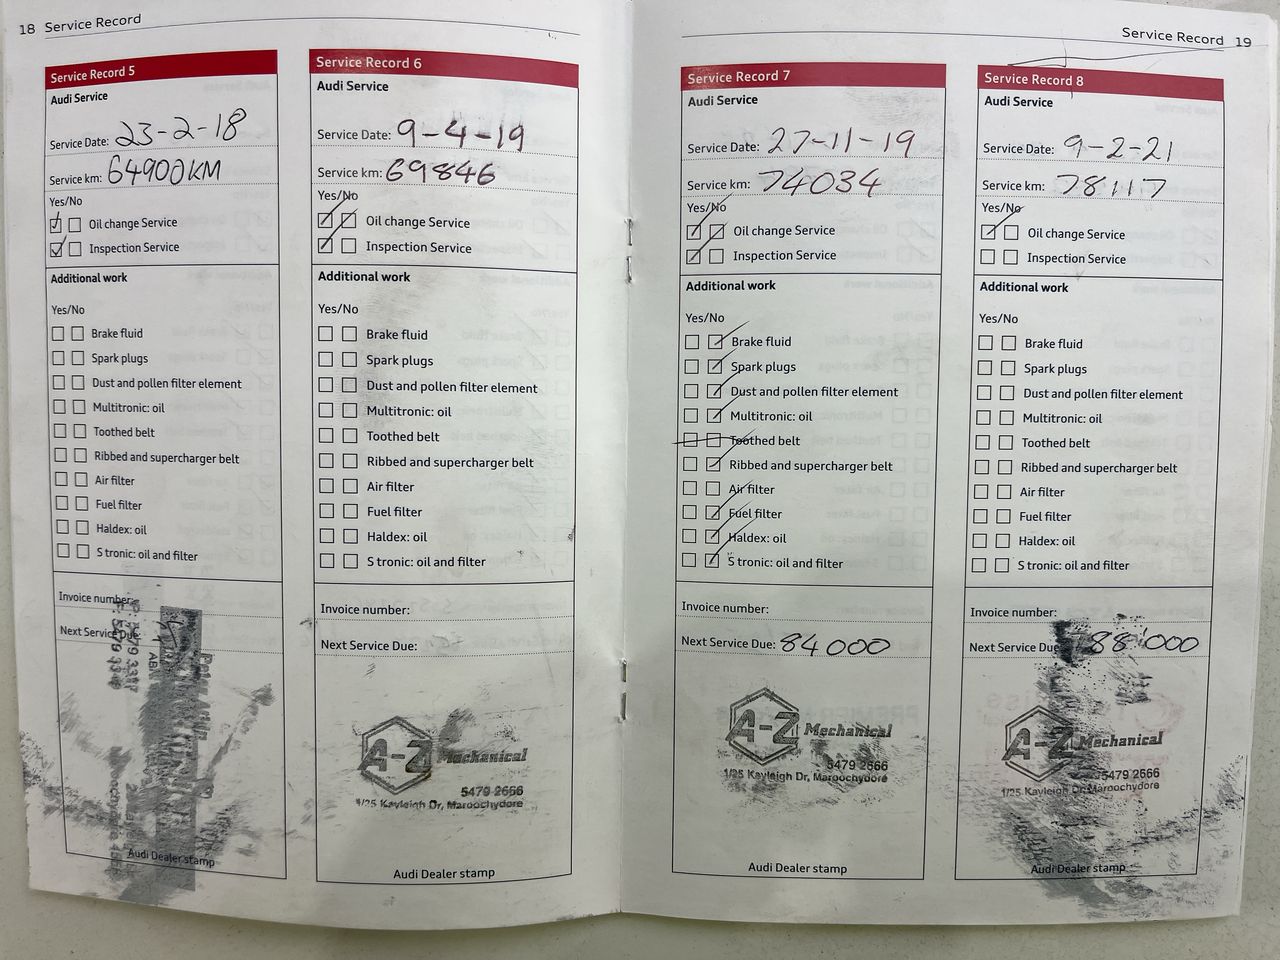 18 Service Record
Service Record 5
Audi Service
Service Date: 23-2-18
Service km: 64900KM
Yes/No
Oil change Service
Inspection Service
Additional work
Yes/No
Brake fluid
Spark plugs
Dust and pollen filter element
Multitronic: oil
Toothed belt
Ribbed and supercharger belt
Air filter
Fuel filter
Haldex: oil
S tronic: oil and filter
Invoice number:
Next Service Due:
Audi Dealer stamp
Service Record 6
Audi Service
Service Date: 9-4-19
Service km: 69846
Yes/No
Oil change Service
Inspection Service
Additional work
Yes/No
Brake fluid
Spark plugs
Dust and pollen filter element
Multitronic: oil
Toothed belt
Ribbed and supercharger belt
Air filter
Fuel filter
Haldex: oil
S tronic: oil and filter
Invoice number:
Next Service Due:
A-Z Mechanical
5479 2666
1/25 Kayleigh Dr, Maroochydore
Audi Dealer stamp
Service Record 19
Service Record 7
Audi Service
Service Date: 27-11-19
Service km: 74034
Yes/No
Oil change Service
Inspection Service
Additional work
Yes/No
Brake fluid
Spark plugs
Dust and pollen filter element
Multitronic: oil
Toothed belt
Ribbed and supercharger belt
Air filter
Fuel filter
Haldex: oil
S tronic: oil and filter
Invoice number:
Next Service Due: 84000
A-Z Mechanical
5479 2666
1/25 Kayleigh Dr, Maroochydore
Audi Dealer stamp
Service Record 8
Audi Service
Service Date: 9-2-21
Service km: 78117
Yes/No
Oil change Service
Inspection Service
Additional work
Yes/No
Brake fluid
Spark plugs
Dust and pollen filter element
Multitronic: oil
Toothed belt
Ribbed and supercharger belt
Air filter
Fuel filter
Haldex: oil
S tronic: oil and filter
Invoice number:
Next Service Due 88000
A-Z Mechanical
5479 2666
1/25 Kayleigh Dr, Maroochydore
Audi Dealer stamp